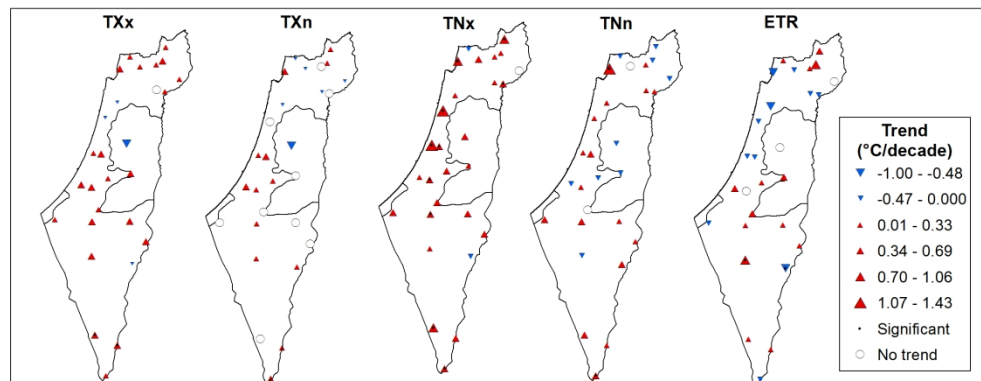 TXx TXn TNx TNn ETR
Trend
(°C/decade)
-1.00 - -0.48
-0.47 - 0.000
0.01 - 0.33
0.34 - 0.69
0.70 - 1.06
1.07 - 1.43
Significant
No trend